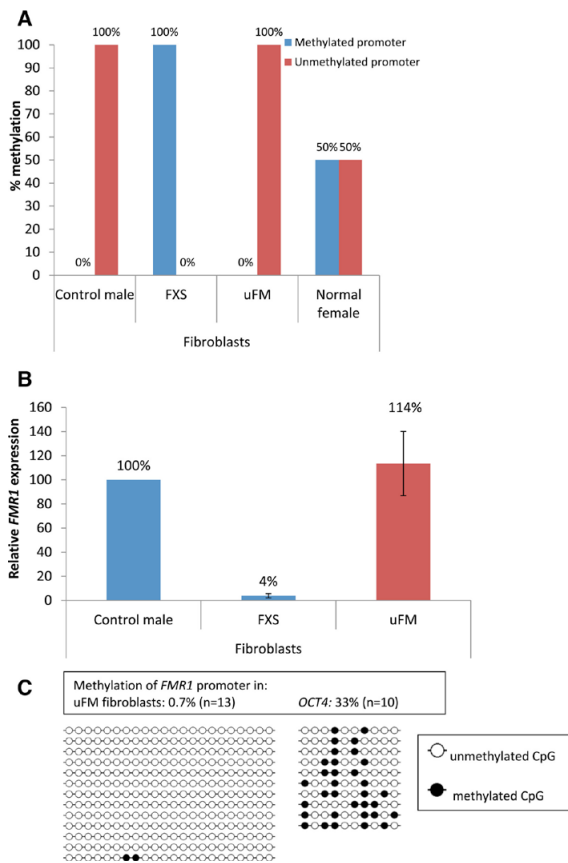 A
100% 100% 100%
Methylated promoter
Unmethylated promoter
% methylation
100
90
80
70
60
50
40
30
20
10
0
0% 0% 0% 50% 50%
Control male FXS uFM Normal female
Fibroblasts
B
Relative FMR1 expression
160
140
120
100
80
60
40
20
0
100%
4%
114%
Control male FXS uFM
Fibroblasts
C
Methylation of FMR1 promoter in:
uFM fibroblasts: 0.7% (n=13) OCT4: 33% (n=10)
unmethylated CpG
methylated CpG